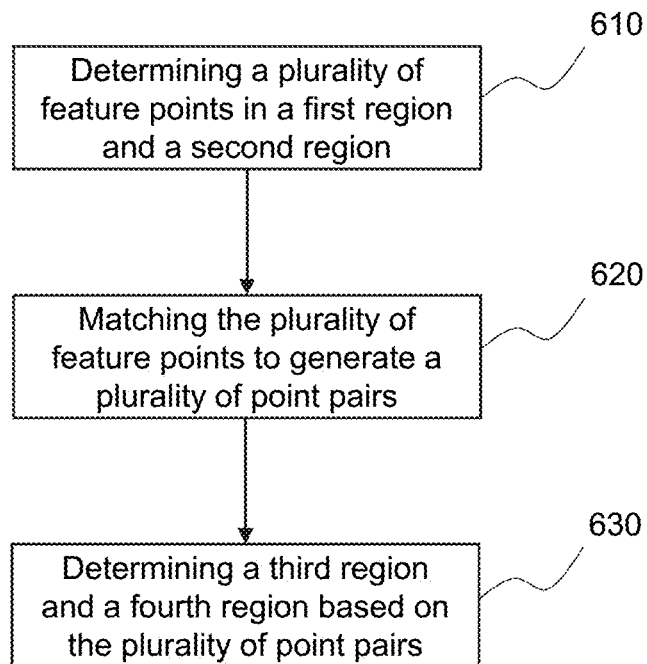 610
Determining a plurality of
feature points in a first region
and a second region
620
Matching the plurality of
feature points to generate a
plurality of point pairs
630
Determining a third region
and a fourth region based on
the plurality of point pairs